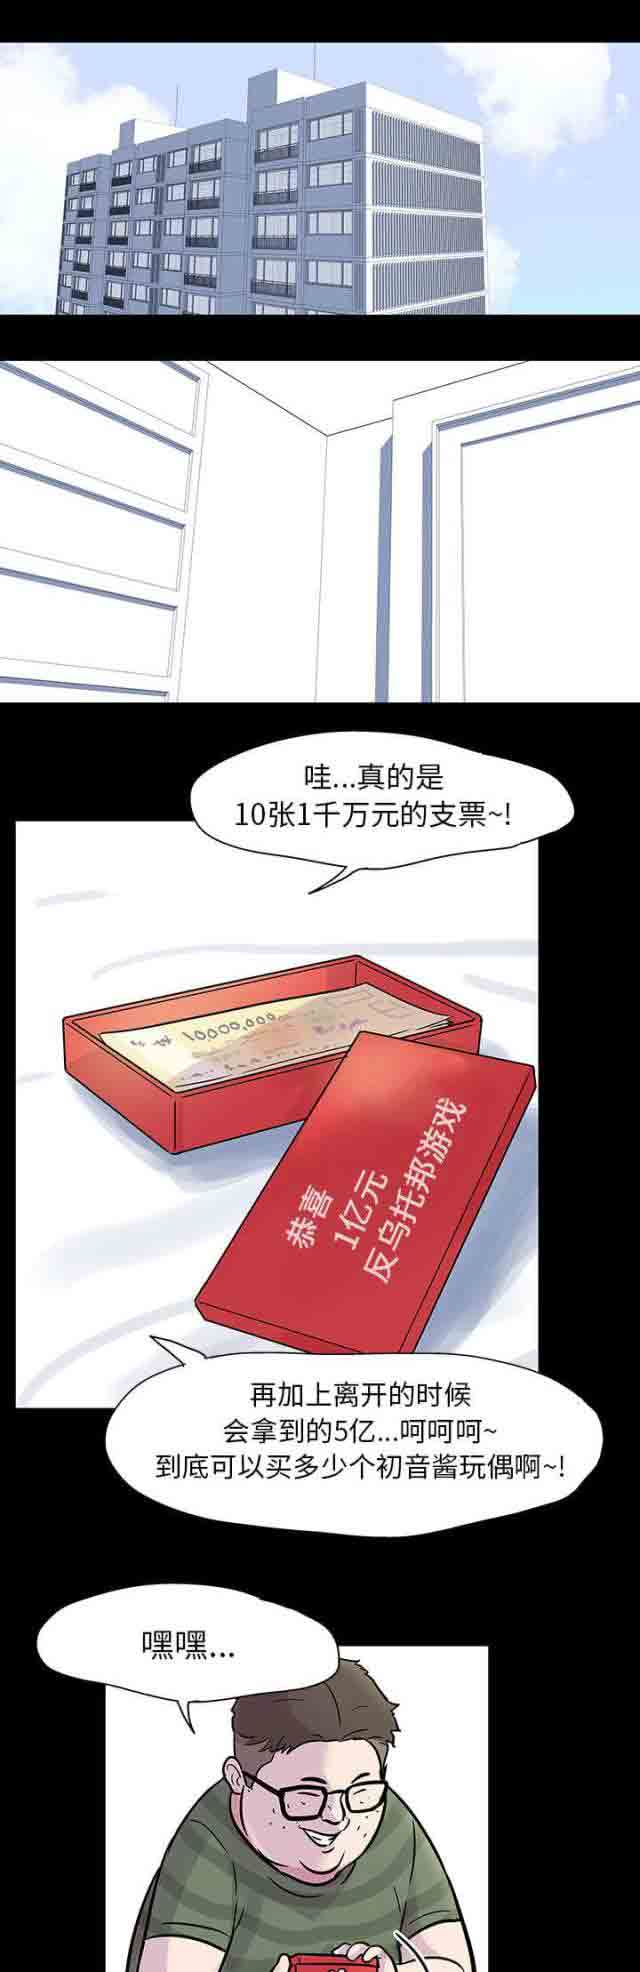 哇...真的是
10张1千万元的支票~!
10000,000
恭喜
1亿元
反乌托邦游戏
再加上离开的时候
会拿到的5亿...呵呵呵~
到底可以买多少个初音酱玩偶啊~!
嘿嘿...